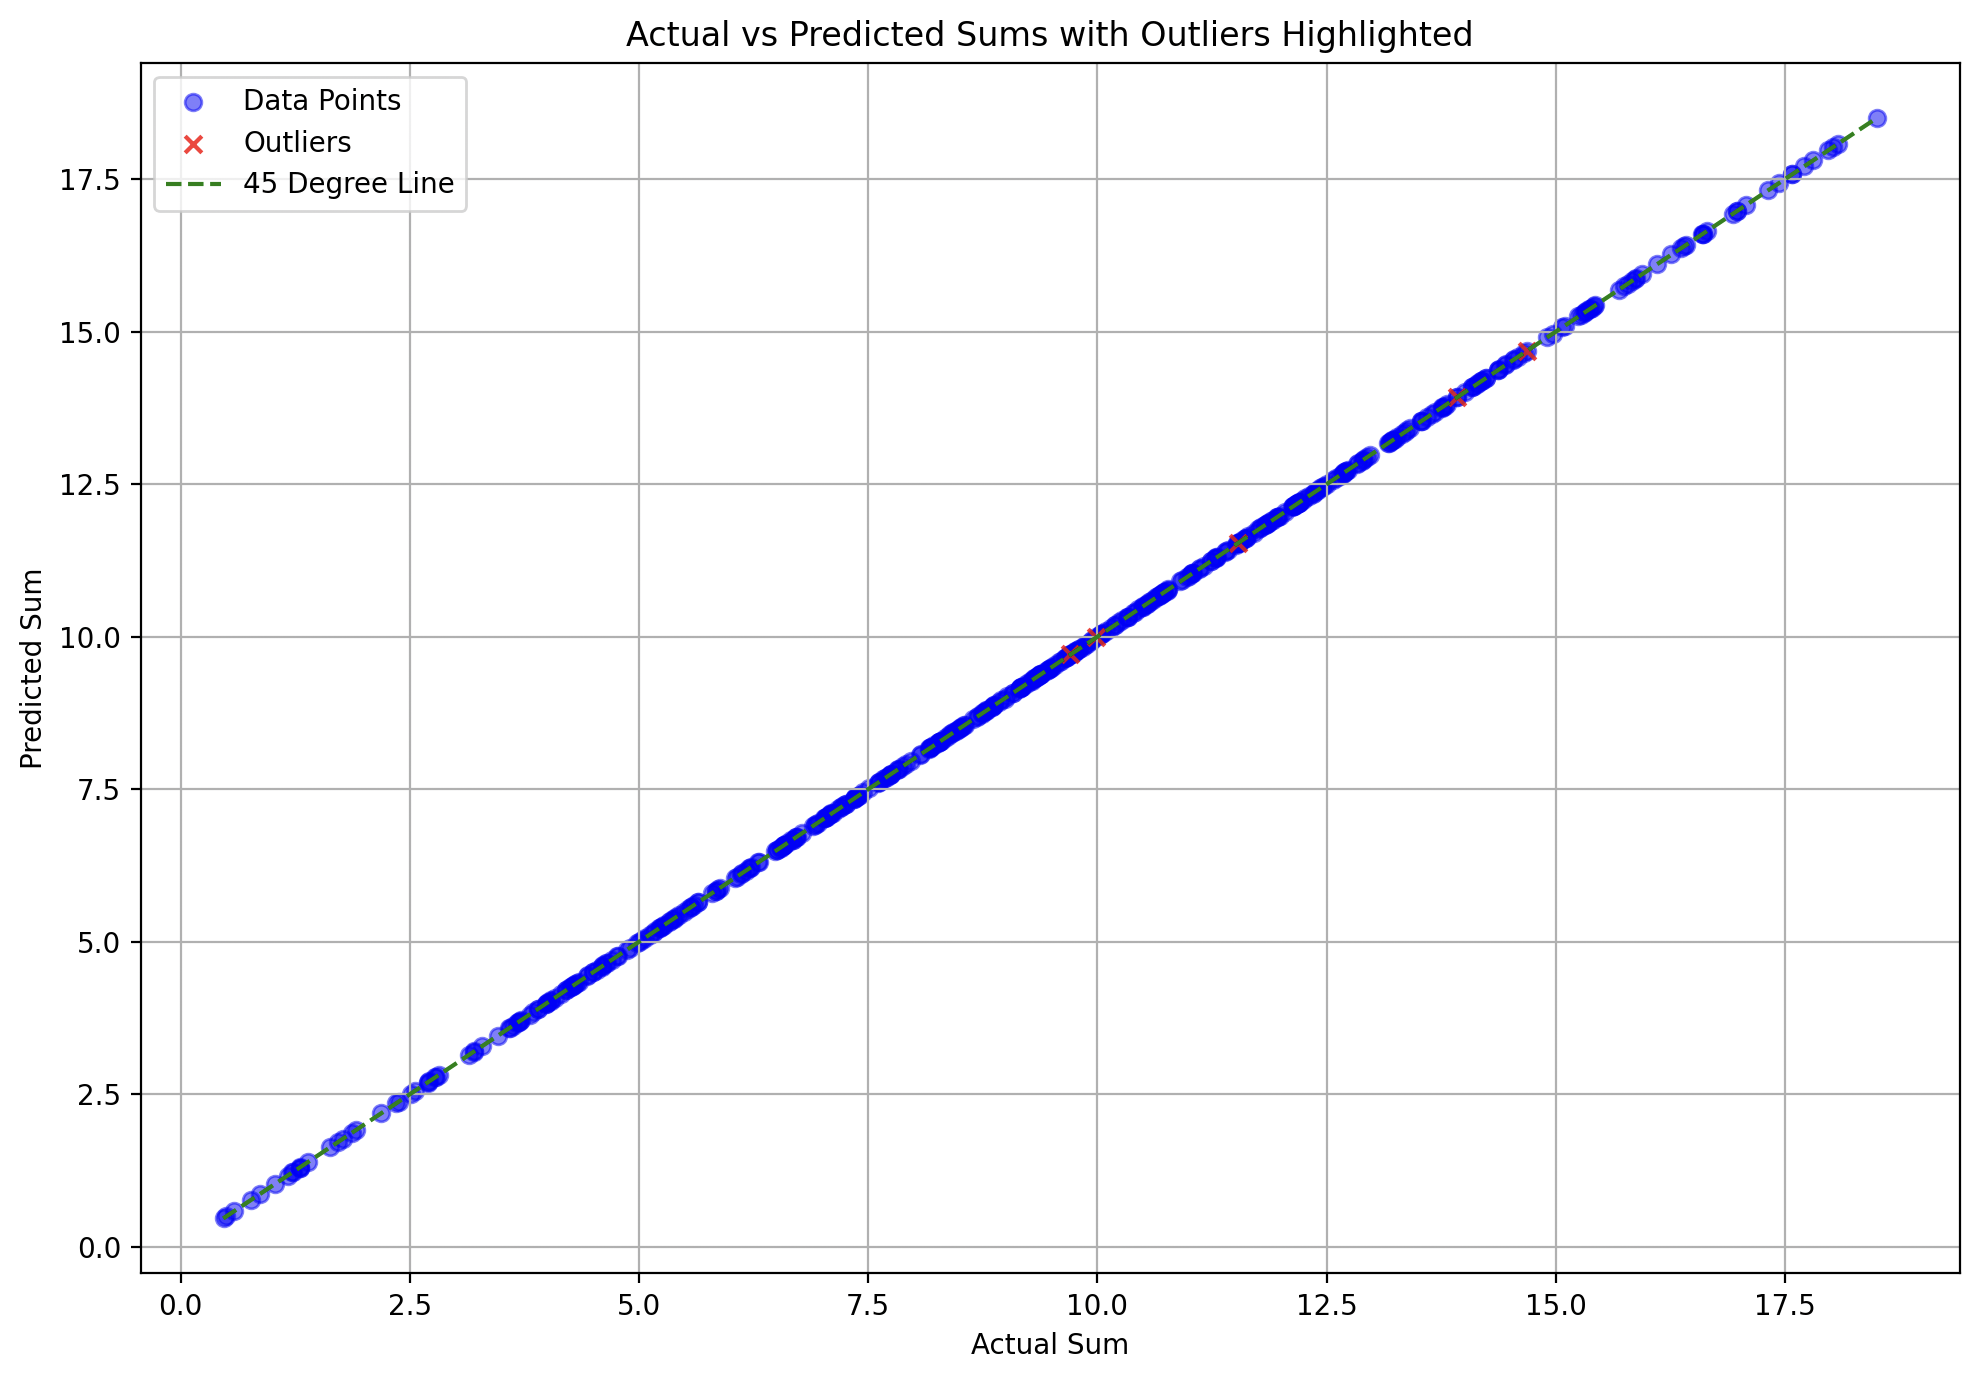 Actual vs Predicted Sums with Outliers Highlighted
Data Points
Outliers
45 Degree Line
17.5
15.0
12.5
10.0
7.5
5.0
2.5
0.0
Predicted Sum
0.0 2.5 5.0 7.5 10.0 12.5 15.0 17.5
Actual Sum